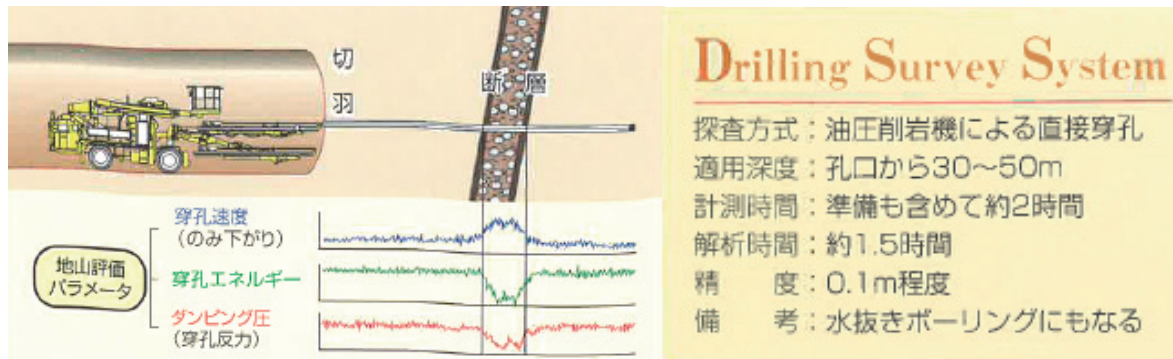 切
羽
断層
穿孔速度
(のみ下がり)
地山評価
パラメータ
穿孔エネルギー
ダンピング圧
(穿孔反力)
Drilling Survey System
探査方式：油圧削岩機による直接穿孔
適用深度：孔口から30～50m
計測時間：準備も含めて約2時間
解析時間：約1.5時間
精　　度：0.1m程度
備　　考：水抜きボーリングにもなる